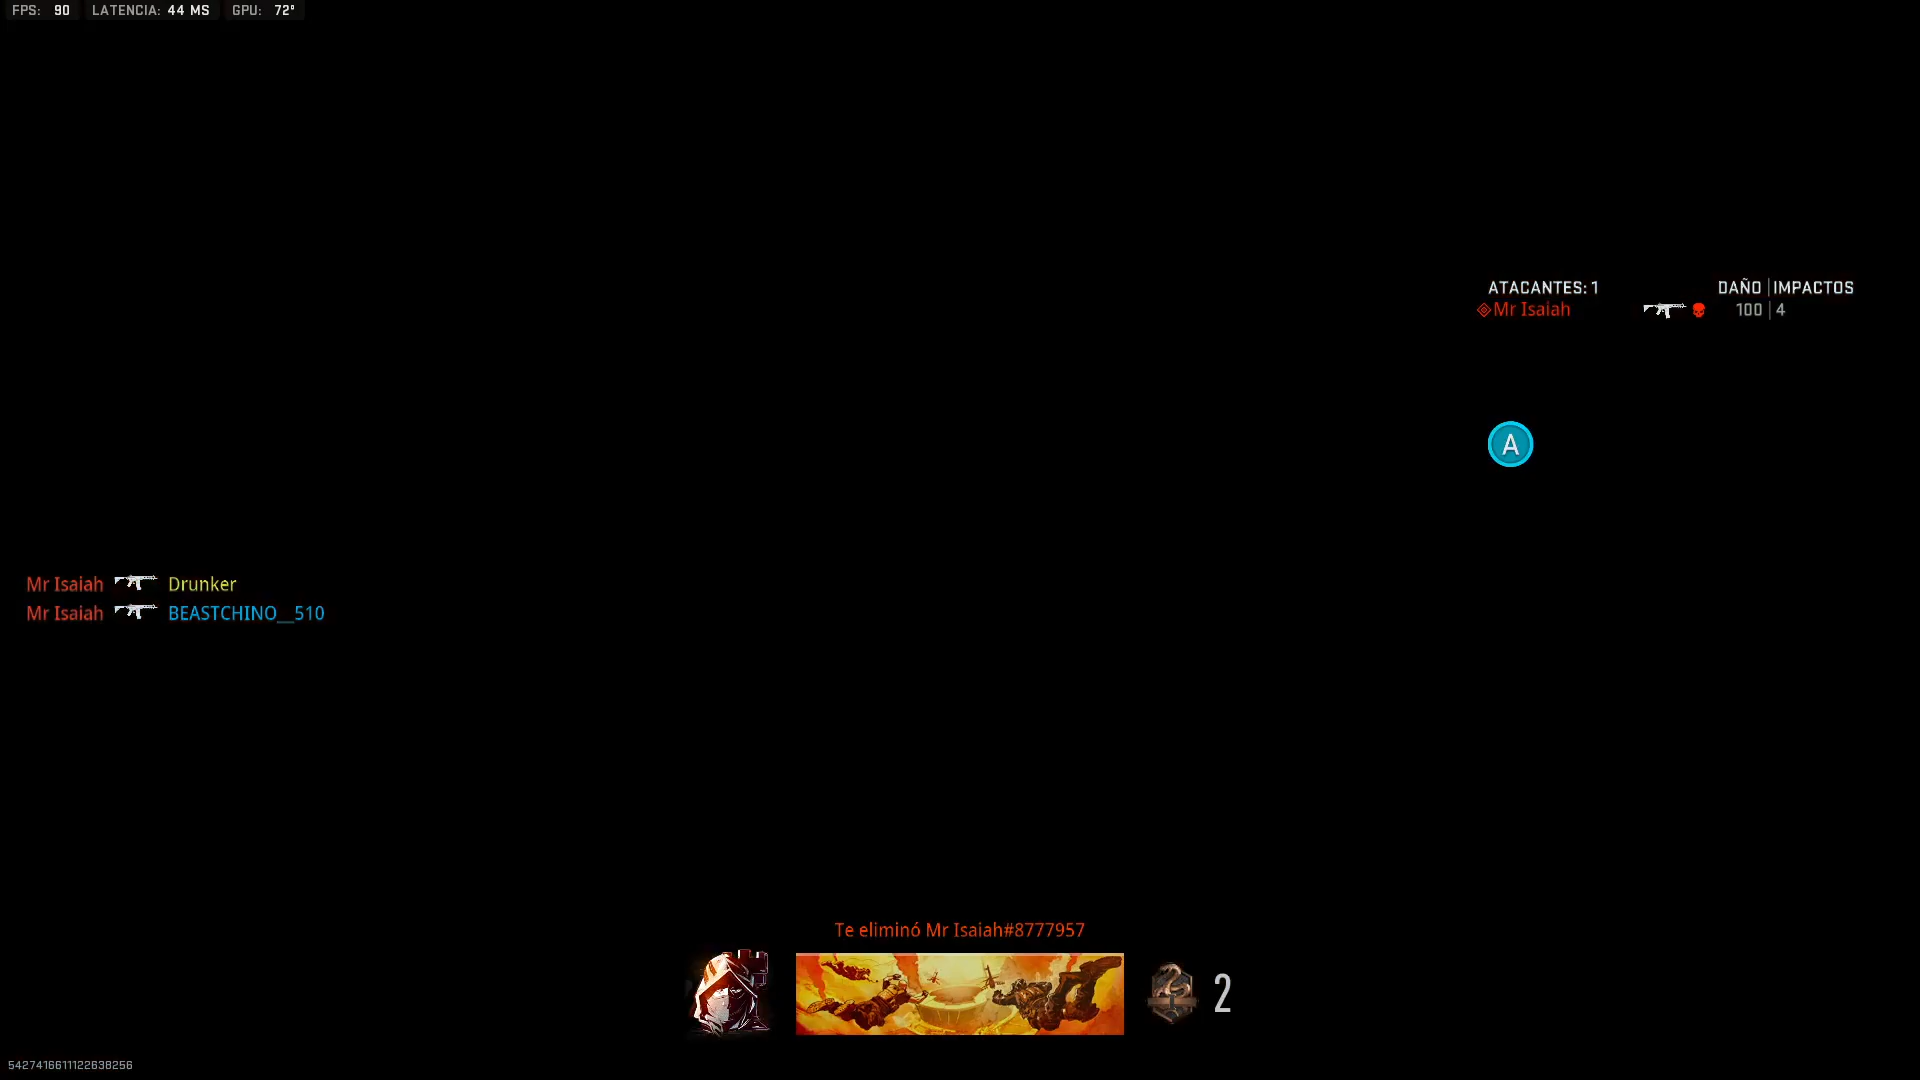 FPS: 90 LATENCIA: 44 MS GPU: 72°
ATACANTES: 1 DAÑO | IMPACTOS
Mr Isaiah 100 | 4
A
Mr Isaiah Drunker
Mr Isaiah BEASTCHINO__510
Te eliminó Mr Isaiah#8777957
2
5427416611122638256